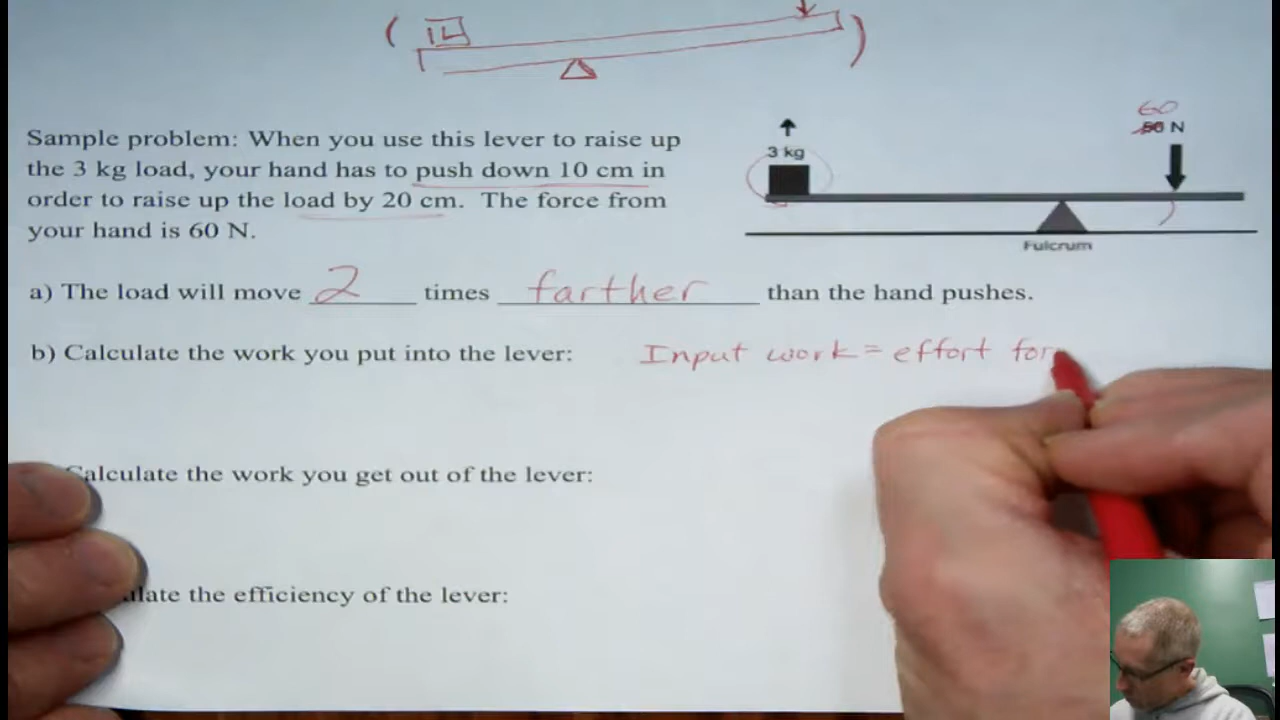 Sample problem: When you use this lever to raise up
the 3 kg load, your hand has to push down 10 cm in
order to raise up the load by 20 cm. The force from
your hand is 60 N.
60
50 N
3 kg
Fulcrum
a) The load will move 2 times farther than the hand pushes.
b) Calculate the work you put into the lever: Input work = effort for
Calculate the work you get out of the lever:
late the efficiency of the lever: